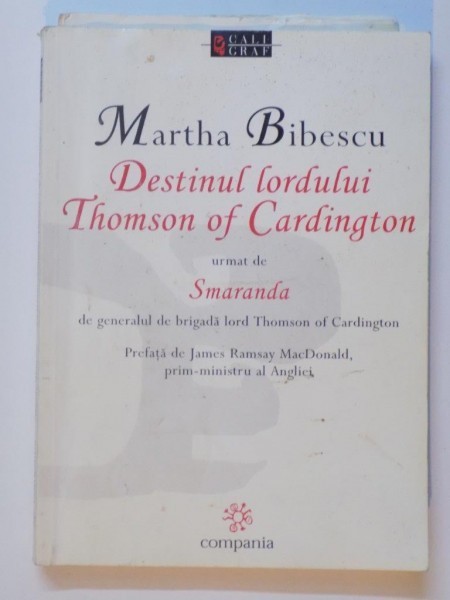 CALI
GRAF
Martha Bibescu
Destinul lordului
Thomson of Cardington
urmat de
Smaranda
de generalul de brigadă lord Thomson of Cardington
Prefață de James Ramsay MacDonald,
prim-ministru al Angliei
compania